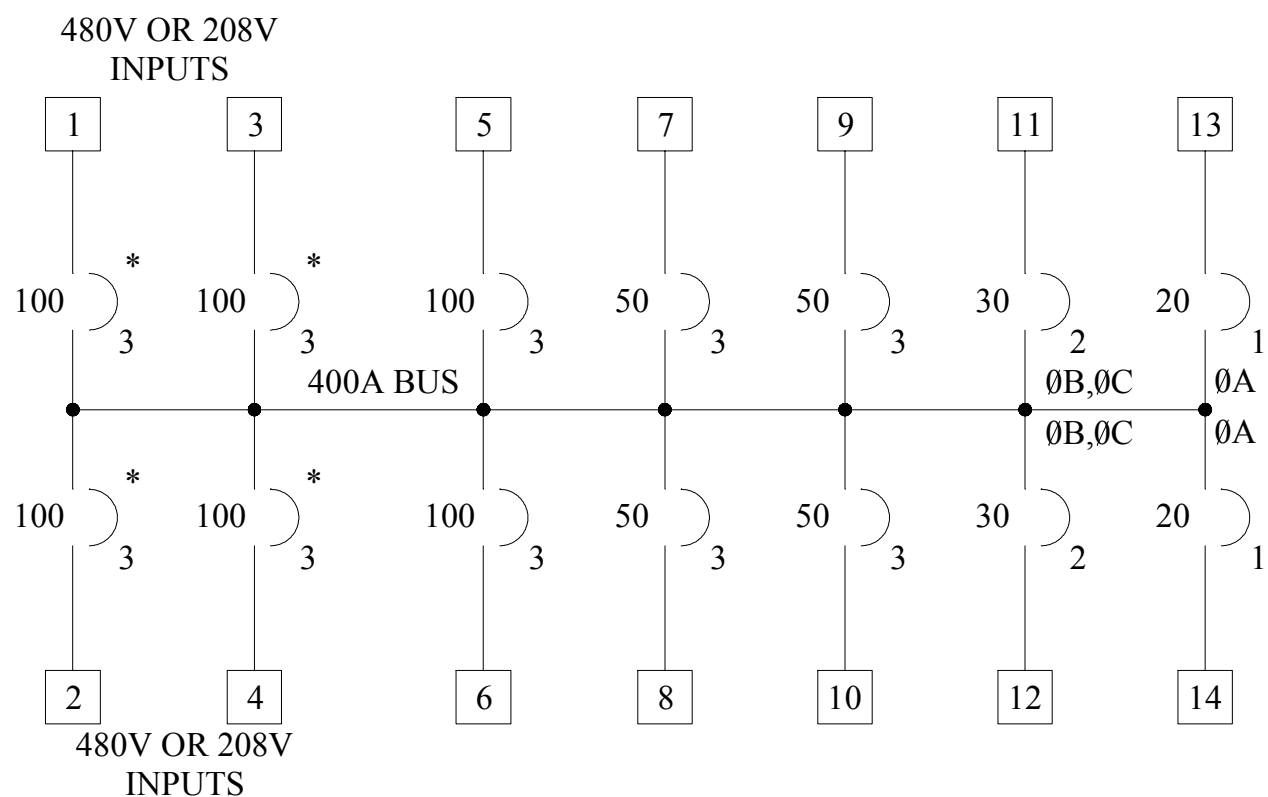 480V OR 208V
INPUTS
1 3 5 7 9 11 13
* *
100 100 100 50 50 30 20
3 3 3 3 3 2 1
400A BUS ØB,ØC ØA
ØB,ØC ØA
* *
100 100 100 50 50 30 20
3 3 3 3 3 2 1
2 4 6 8 10 12 14
480V OR 208V
INPUTS